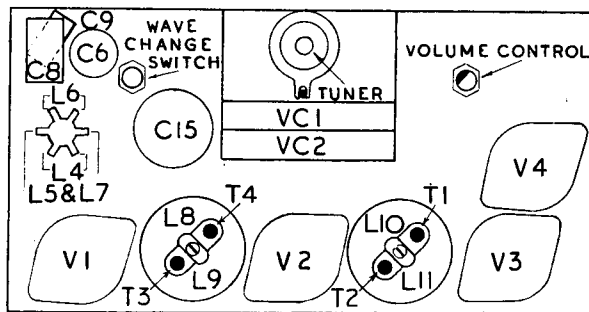 C9
WAVE
CHANGE
SWITCH
C6
C8
VOLUME CONTROL
TUNER
L6
VC1
C15
VC2
L4
L5&L7
V4
T4
T1
L8
L10
V1
V2
V3
L9
L11
T3
T2